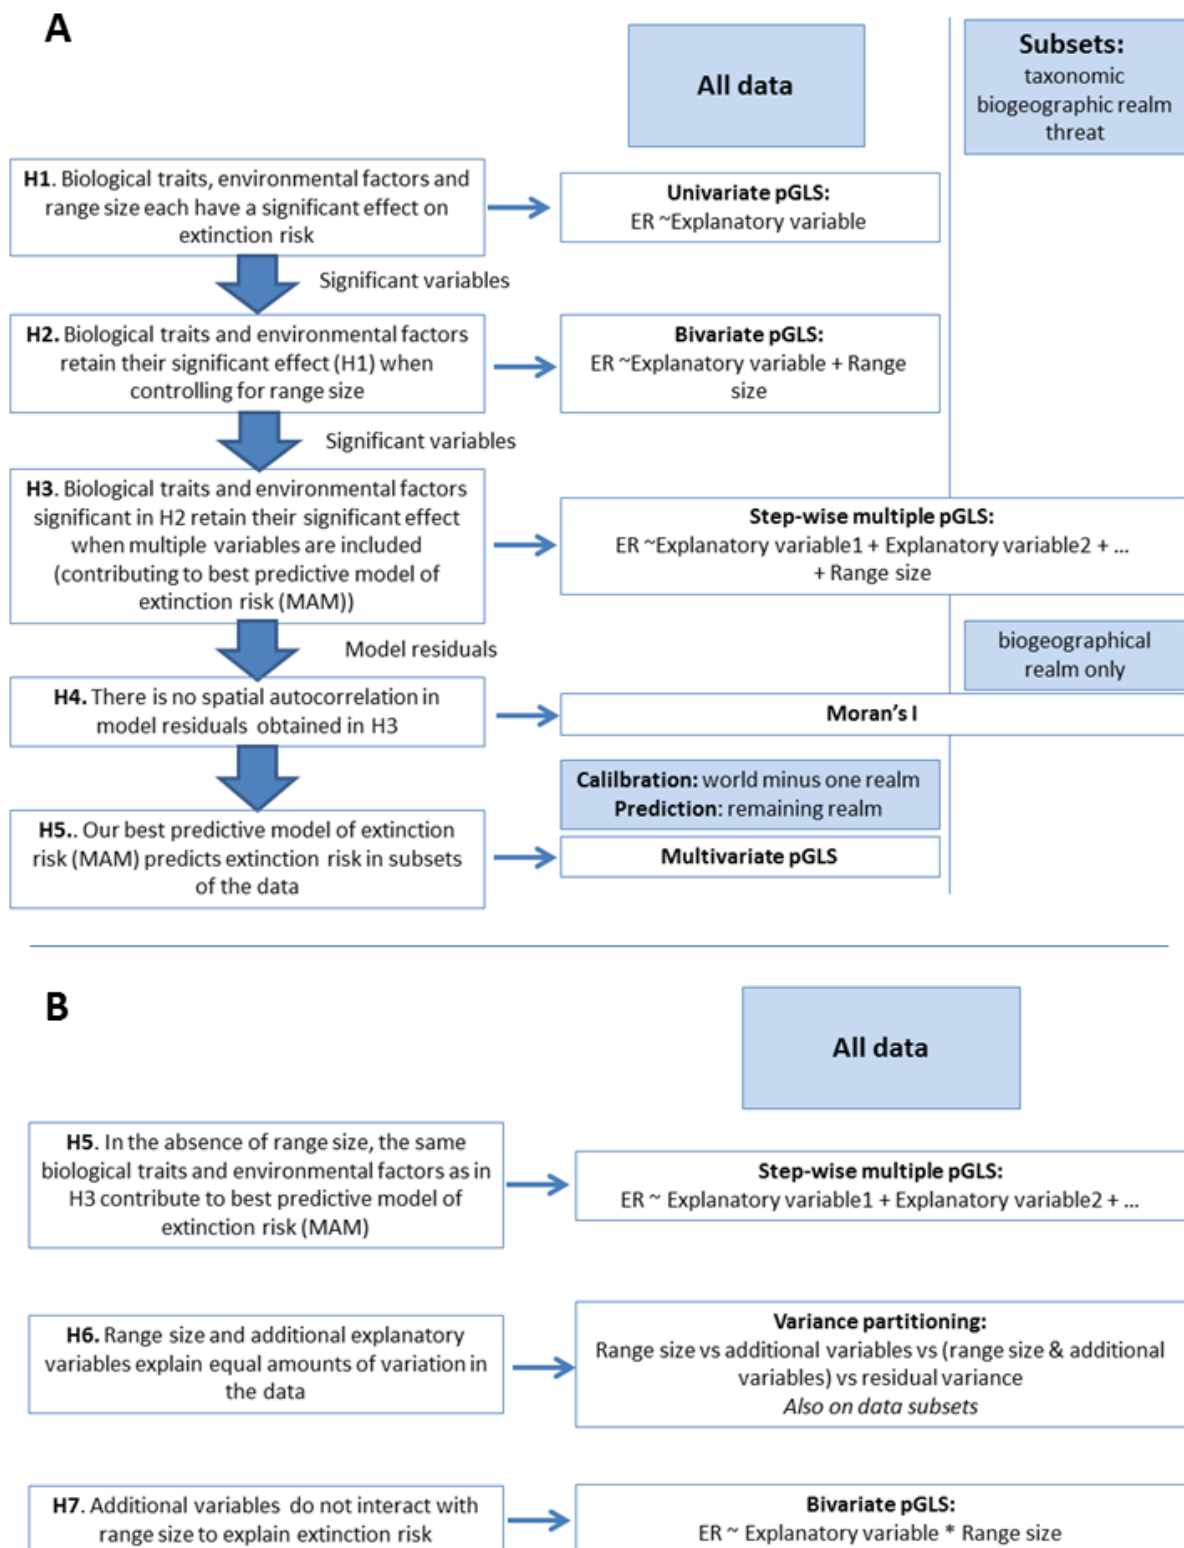 A
All data
Subsets:
taxonomic
biogeographic realm
threat
H1. Biological traits, environmental factors and
range size each have a significant effect on
extinction risk
Univariate pGLS:
ER ~Explanatory variable
Significant variables
H2. Biological traits and environmental factors
retain their significant effect (H1) when
controlling for range size
Bivariate pGLS:
ER ~Explanatory variable + Range
size
Significant variables
H3. Biological traits and environmental factors
significant in H2 retain their significant effect
when multiple variables are included
(contributing to best predictive model of
extinction risk (MAM))
Step-wise multiple pGLS:
ER ~Explanatory variable1 + Explanatory variable2 + ...
+ Range size
Model residuals
biogeographical
realm only
H4. There is no spatial autocorrelation in
model residuals obtained in H3
Moran's I
Calilbration: world minus one realm
Prediction: remaining realm
H5.. Our best predictive model of extinction
risk (MAM) predicts extinction risk in subsets
of the data
Multivariate pGLS
B
All data
H5. In the absence of range size, the same
biological traits and environmental factors as in
H3 contribute to best predictive model of
extinction risk (MAM)
Step-wise multiple pGLS:
ER ~ Explanatory variable1 + Explanatory variable2 + ...
H6. Range size and additional explanatory
variables explain equal amounts of variation in
the data
Variance partitioning:
Range size vs additional variables vs (range size & additional
variables) vs residual variance
Also on data subsets
H7. Additional variables do not interact with
range size to explain extinction risk
Bivariate pGLS:
ER ~ Explanatory variable * Range size